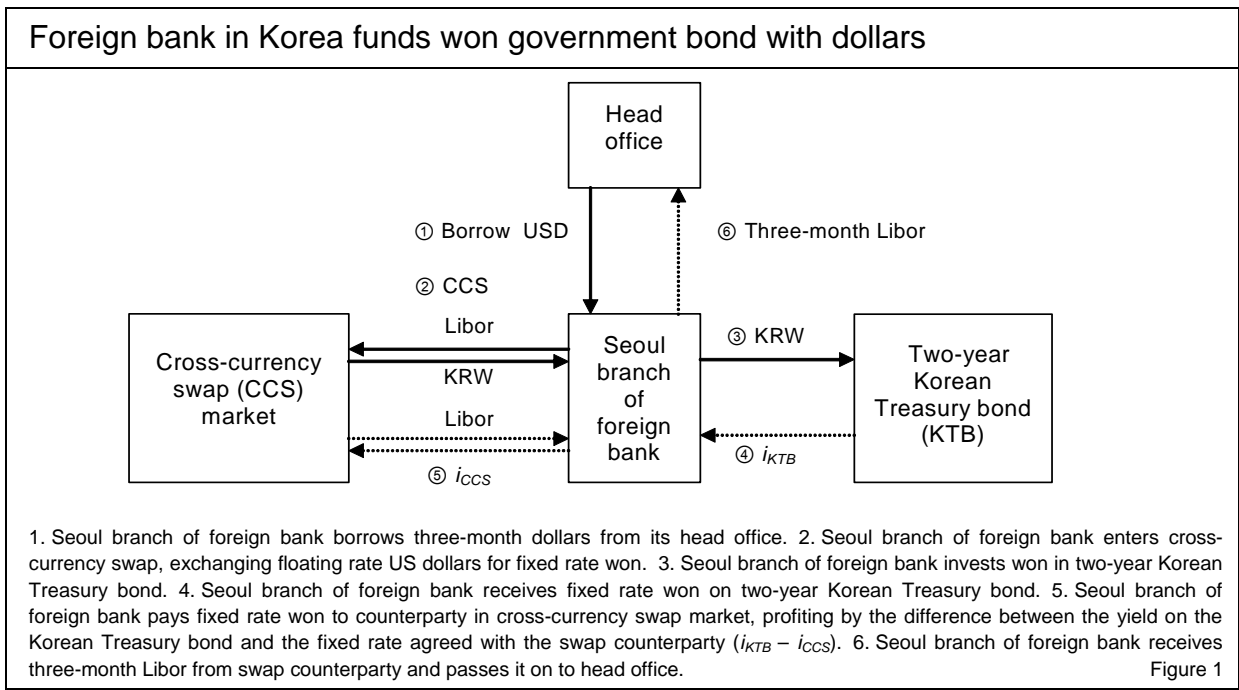 Foreign bank in Korea funds won government bond with dollars
Head
office
① Borrow USD
⑥ Three-month Libor
② CCS
Libor
KRW
Libor
⑤ iCCS
Cross-currency
swap (CCS)
market
Seoul
branch
of
foreign
bank
③ KRW
④ iKTB
Two-year
Korean
Treasury bond
(KTB)
1. Seoul branch of foreign bank borrows three-month dollars from its head office. 2. Seoul branch of foreign bank enters cross-
currency swap, exchanging floating rate US dollars for fixed rate won. 3. Seoul branch of foreign bank invests won in two-year Korean
Treasury bond. 4. Seoul branch of foreign bank receives fixed rate won on two-year Korean Treasury bond. 5. Seoul branch of
foreign bank pays fixed rate won to counterparty in cross-currency swap market, profiting by the difference between the yield on the
Korean Treasury bond and the fixed rate agreed with the swap counterparty (iKTB – iCCS). 6. Seoul branch of foreign bank receives
three-month Libor from swap counterparty and passes it on to head office. Figure 1